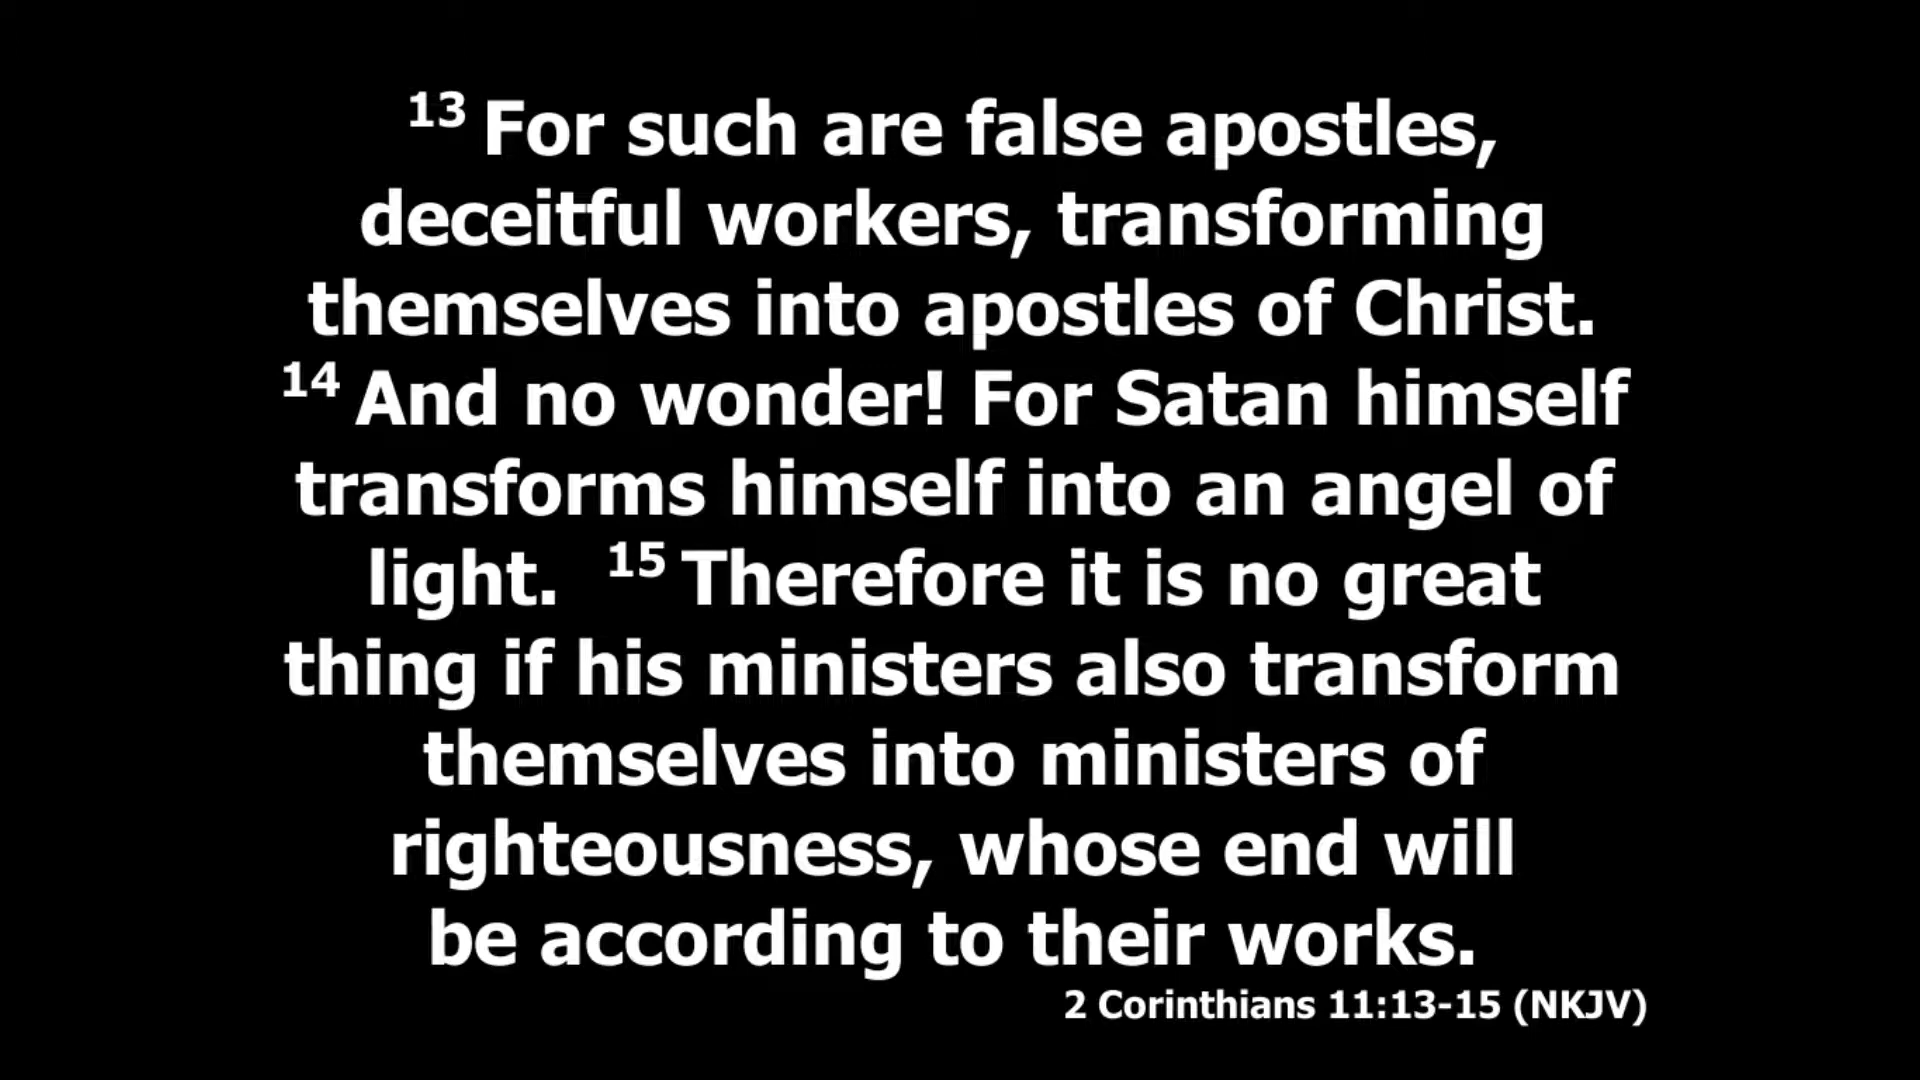 13 For such are false apostles,
deceitful workers, transforming
themselves into apostles of Christ.
14 And no wonder! For Satan himself
transforms himself into an angel of
light. 15 Therefore it is no great
thing if his ministers also transform
themselves into ministers of
righteousness, whose end will
be according to their works.
2 Corinthians 11:13-15 (NKJV)